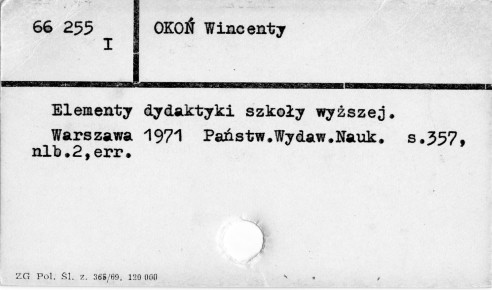 66 255
I
OKOŃ Wincenty
Elementy dydaktyki szkoły wyższej.
Warszawa 1971 Państw.Wydaw.Nauk. s.357,
nlb.2,err.
ZG Pol. Śl. z. 365/69, 120 000